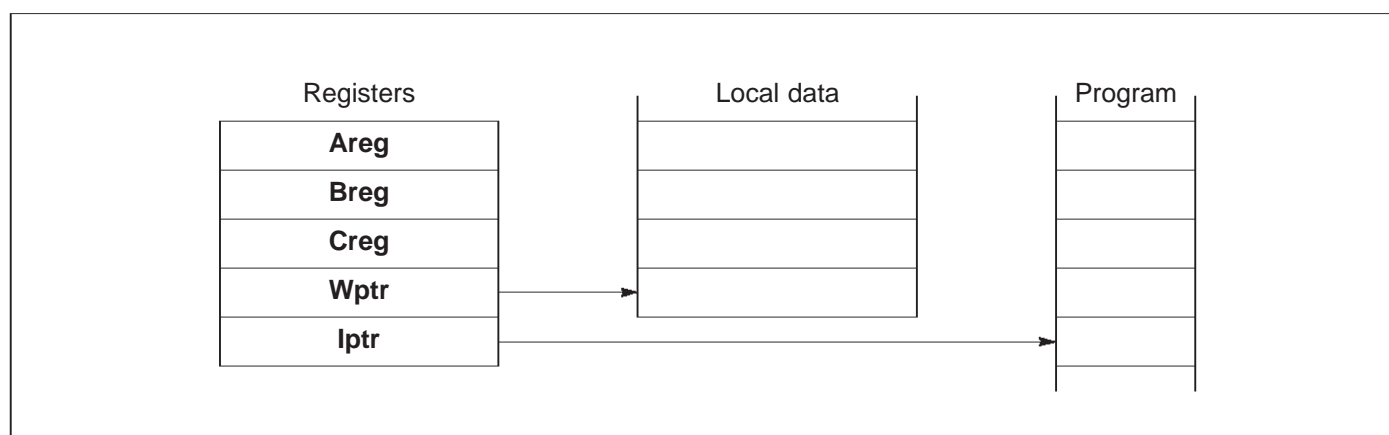 Registers
Local data
Program
Areg
Breg
Creg
Wptr
Iptr